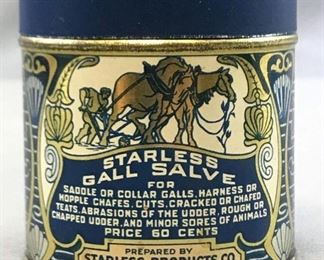 STARLESS
GALL SALVE
FOR
SADDLE OR COLLAR GALLS, HARNESS OR
HOPPLE CHAFES, CUTS, CRACKED OR CHAFED
TEATS, ABRASIONS OF THE UDDER, ROUGH OR
CHAPPED UDDER, AND MINOR SORES OF ANIMALS
PRICE 50 CENTS
PREPARED BY
STARLESS PRODUCTS CO.